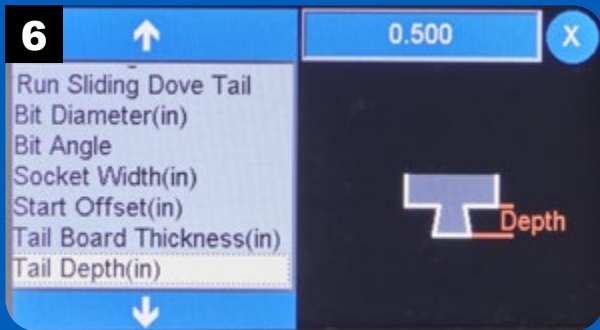 6
0.500
X
Run Sliding Dove Tail
Bit Diameter(in)
Bit Angle
Socket Width(in)
Start Offset(in)
Tail Board Thickness(in)
Tail Depth(in)
Depth